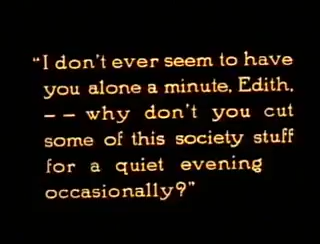 "I don't ever seem to have
you alone a minute, Edith,
-- why don't you cut
some of this society stuff
for a quiet evening
occasionally?"